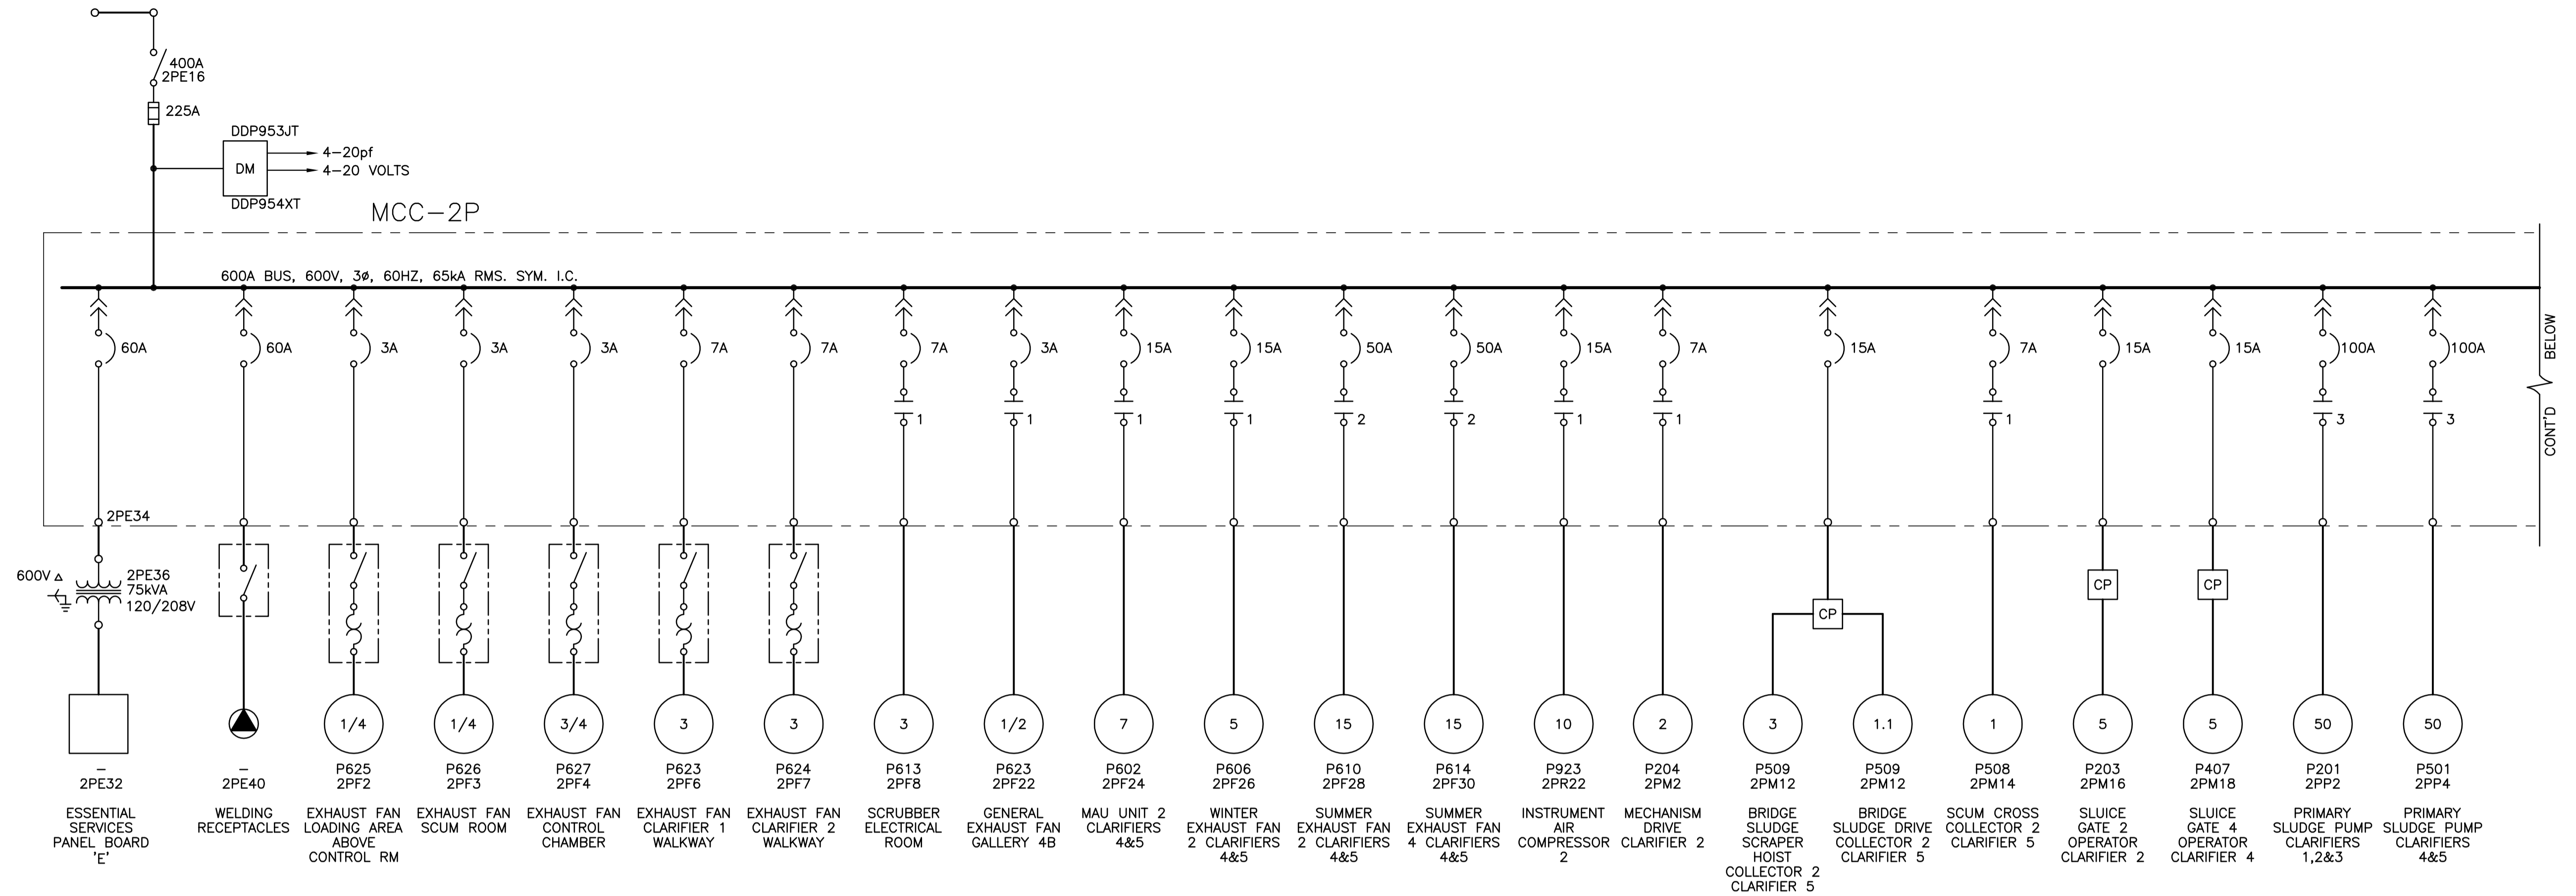 400A
2PE16
225A
DDP953JT
DM
4-20pf
4-20 VOLTS
DDP954XT
MCC-2P
600A BUS, 600V, 3ø, 60HZ, 65kA RMS. SYM. I.C.
60A
60A
3A
3A
3A
7A
7A
7A
3A
15A
15A
50A
50A
15A
7A
15A
7A
15A
15A
100A
100A
1
1
1
1
2
2
1
1
1
3
3
CONT'D BELOW
2PE34
600V Δ
2PE36
75kVA
120/208V
CP
CP
CP
1/4
1/4
3/4
3
3
3
1/2
7
5
15
15
10
2
3
1.1
1
5
5
50
50
–
2PE32
ESSENTIAL
SERVICES
PANEL BOARD
'E'
–
2PE40
WELDING
RECEPTACLES
P625
2PF2
EXHAUST FAN
LOADING AREA
ABOVE
CONTROL RM
P626
2PF3
EXHAUST FAN
SCUM ROOM
P627
2PF4
EXHAUST FAN
CONTROL
CHAMBER
P623
2PF6
EXHAUST FAN
CLARIFIER 1
WALKWAY
P624
2PF7
EXHAUST FAN
CLARIFIER 2
WALKWAY
P613
2PF8
SCRUBBER
ELECTRICAL
ROOM
P623
2PF22
GENERAL
EXHAUST FAN
GALLERY 4B
P602
2PF24
MAU UNIT 2
CLARIFIERS
4&5
P606
2PF26
WINTER
EXHAUST FAN
2 CLARIFIERS
4&5
P610
2PF28
SUMMER
EXHAUST FAN
2 CLARIFIERS
4&5
P614
2PF30
SUMMER
EXHAUST FAN
4 CLARIFIERS
4&5
P923
2PR22
INSTRUMENT
AIR
COMPRESSOR
2
P204
2PM2
MECHANISM
DRIVE
CLARIFIER 2
P509
2PM12
BRIDGE
SLUDGE
SCRAPER
HOIST
COLLECTOR 2
CLARIFIER 5
P509
2PM12
BRIDGE
SLUDGE DRIVE
COLLECTOR 2
CLARIFIER 5
P508
2PM14
SCUM CROSS
COLLECTOR 2
CLARIFIER 5
P203
2PM16
SLUICE
GATE 2
OPERATOR
CLARIFIER 2
P407
2PM18
SLUICE
GATE 4
OPERATOR
CLARIFIER 4
P201
2PP2
PRIMARY
SLUDGE PUMP
CLARIFIERS
1,2&3
P501
2PP4
PRIMARY
SLUDGE PUMP
CLARIFIERS
4&5